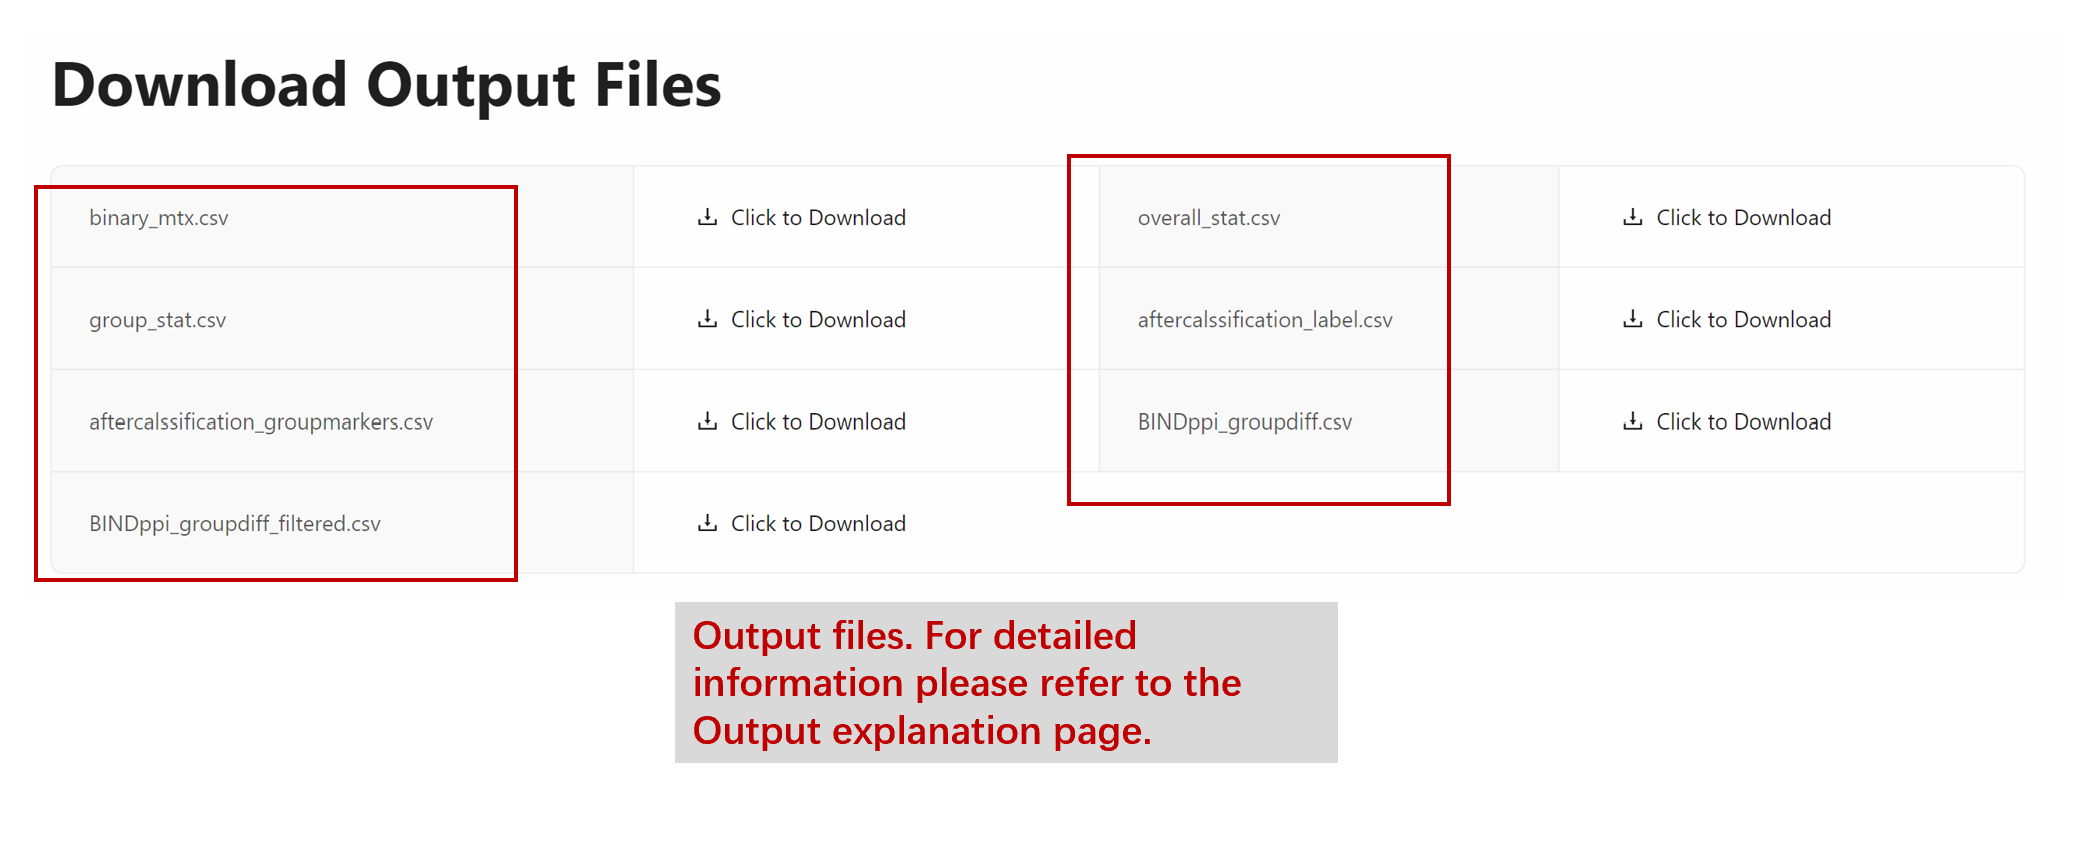 Download Output Files
binary_mtx.csv Click to Download overall_stat.csv Click to Download
group_stat.csv Click to Download aftercalssification_label.csv Click to Download
aftercalssification_groupmarkers.csv Click to Download BINDppi_groupdiff.csv Click to Download
BINDppi_groupdiff_filtered.csv Click to Download
Output files. For detailed
information please refer to the
Output explanation page.